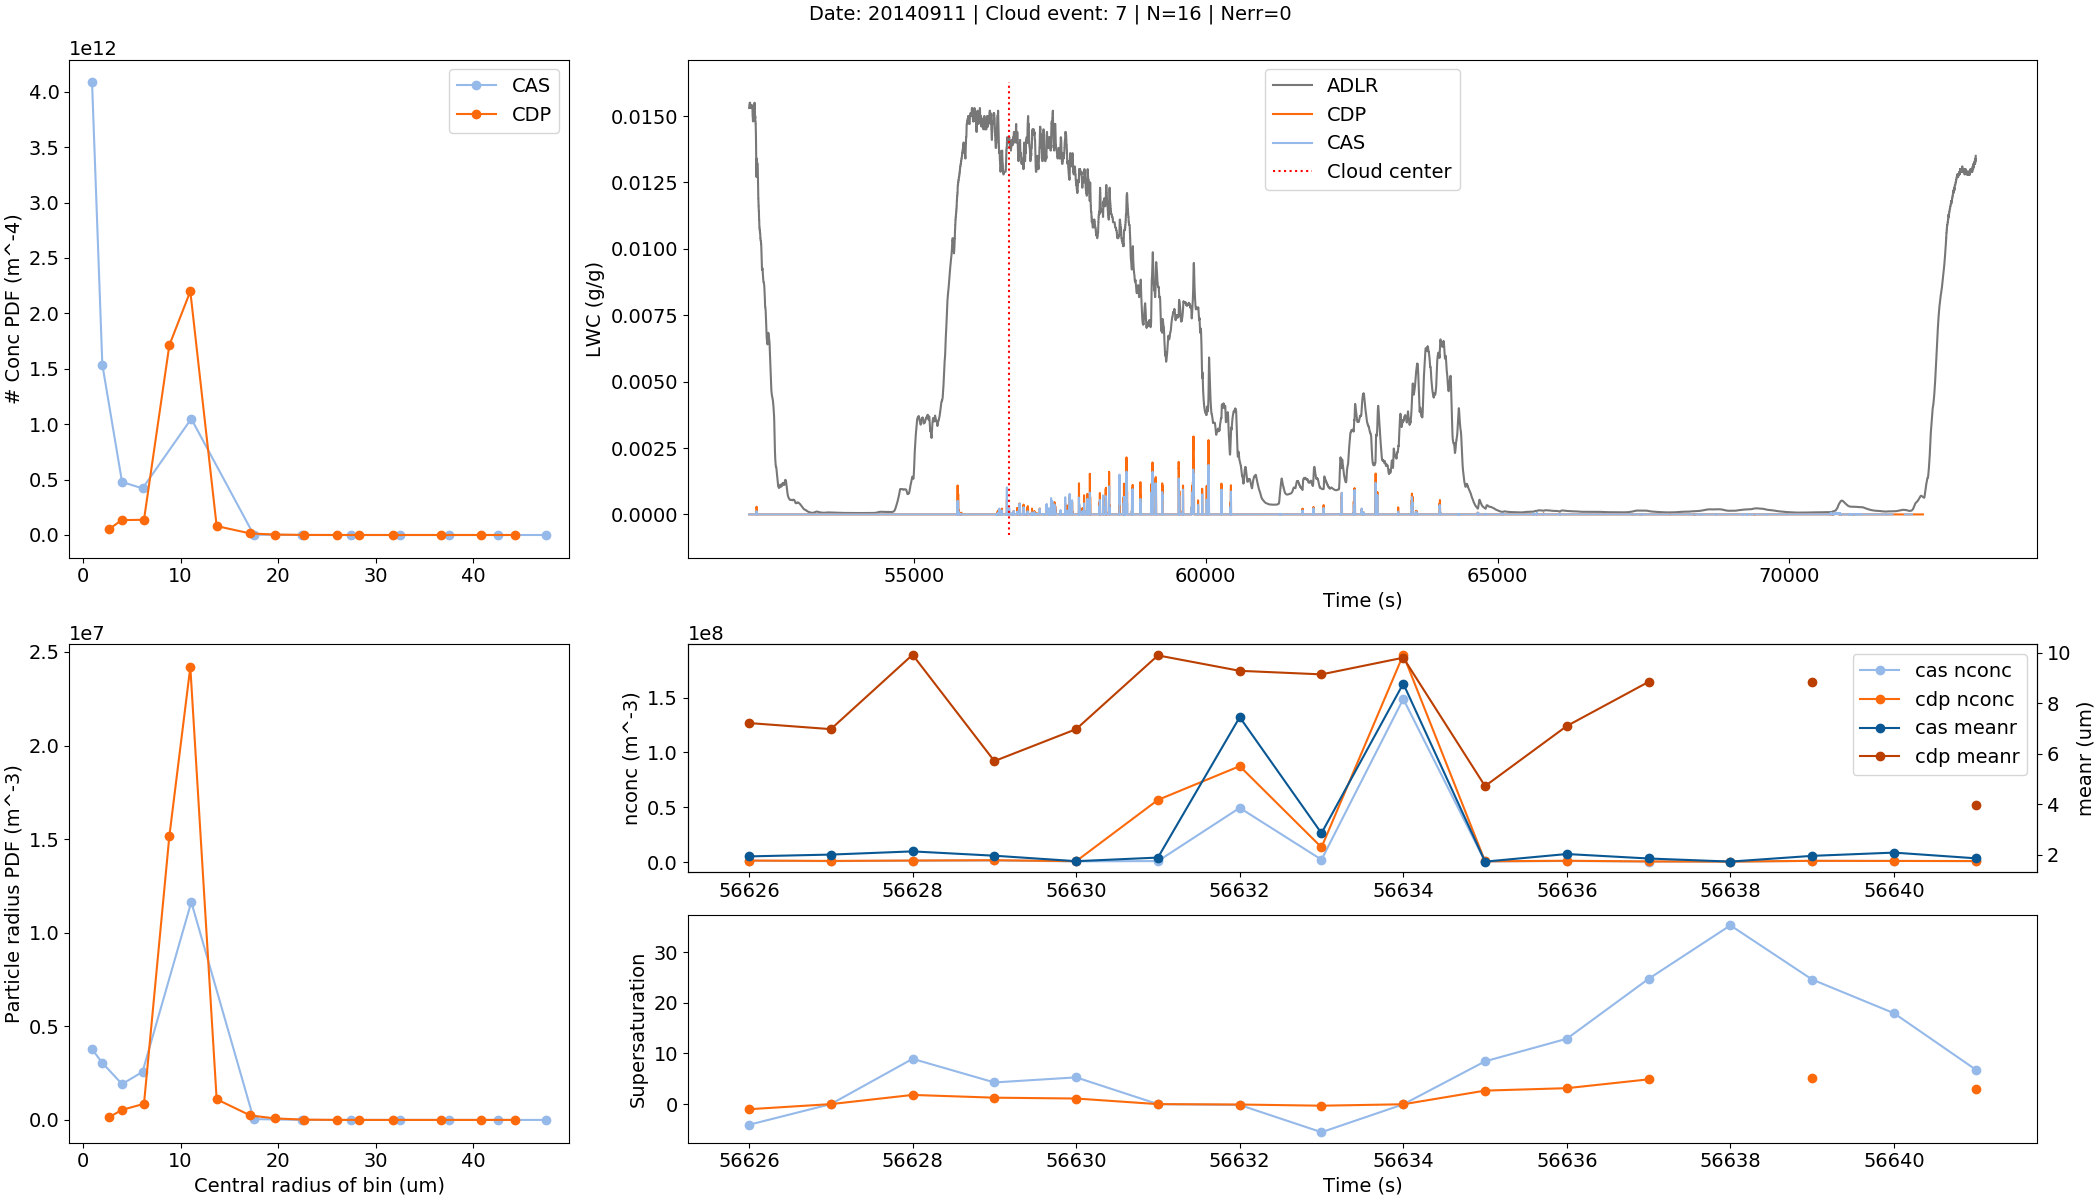 Date: 20140911 | Cloud event: 7 | N=16 | Nerr=0
1e12
# Conc PDF (m^-4)
4.0
3.5
3.0
2.5
2.0
1.5
1.0
0.5
0.0
0 10 20 30 40
CAS
CDP
LWC (g/g)
0.0150
0.0125
0.0100
0.0075
0.0050
0.0025
0.0000
55000 60000 65000 70000
Time (s)
ADLR
CDP
CAS
Cloud center
1e7
Particle radius PDF (m^-3)
2.5
2.0
1.5
1.0
0.5
0.0
0 10 20 30 40
Central radius of bin (um)
1e8
nconc (m^-3)
1.5
1.0
0.5
0.0
56626 56628 56630 56632 56634 56636 56638 56640
10
8
6
4
2
meanr (um)
cas nconc
cdp nconc
cas meanr
cdp meanr
Supersaturation
30
20
10
0
56626 56628 56630 56632 56634 56636 56638 56640
Time (s)